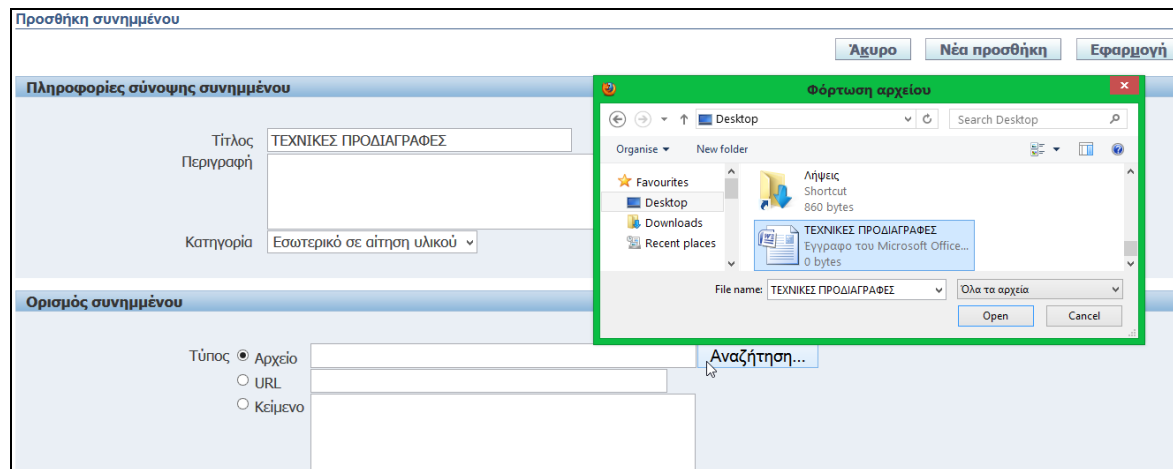 Προσθήκη συνημμένου
Άκυρο Νέα προσθήκη Εφαρμογή
Πληροφορίες σύνοψης συνημμένου
Τίτλος ΤΕΧΝΙΚΕΣ ΠΡΟΔΙΑΓΡΑΦΕΣ
Περιγραφή
Κατηγορία Εσωτερικό σε αίτηση υλικού
Φόρτωση αρχείου
Desktop
Search Desktop
Organise New folder
Favourites
Desktop
Downloads
Recent places
Λήψεις
Shortcut
860 bytes
ΤΕΧΝΙΚΕΣ ΠΡΟΔΙΑΓΡΑΦΕΣ
Έγγραφο του Microsoft Office...
0 bytes
File name: ΤΕΧΝΙΚΕΣ ΠΡΟΔΙΑΓΡΑΦΕΣ Όλα τα αρχεία
Open Cancel
Ορισμός συνημμένου
Τύπος Αρχείο Αναζήτηση...
URL
Κείμενο